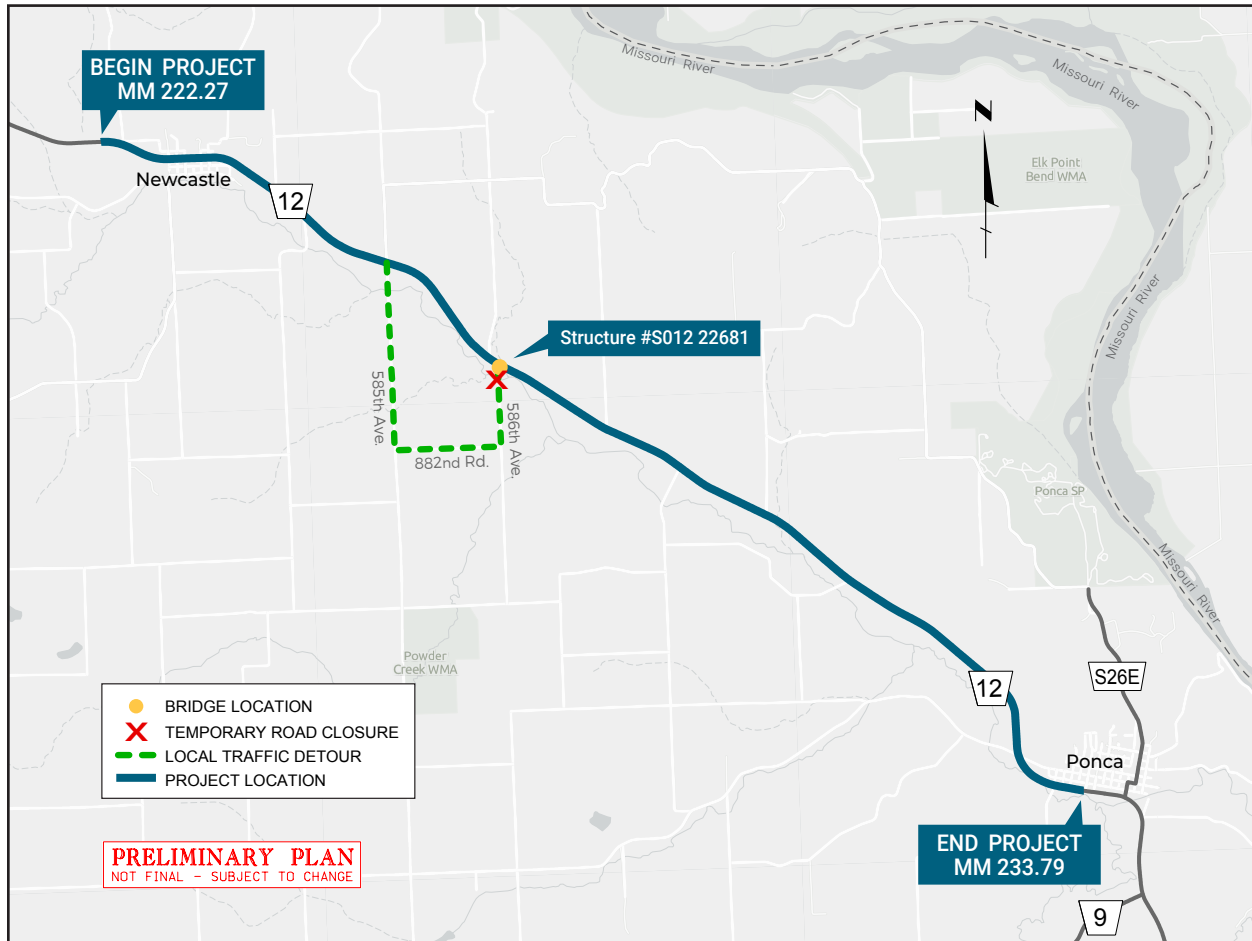 Missouri River
BEGIN PROJECT
MM 222.27
Missouri River
N
Elk Point
Bend WMA
Newcastle
12
Missouri River
Structure #S012 22681
585th Ave.
586th Ave.
882nd Rd.
Ponca SP
Missouri River
Powder
Creek WMA
12
S26E
BRIDGE LOCATION
TEMPORARY ROAD CLOSURE
LOCAL TRAFFIC DETOUR
PROJECT LOCATION
Ponca
PRELIMINARY PLAN
NOT FINAL - SUBJECT TO CHANGE
END PROJECT
MM 233.79
9